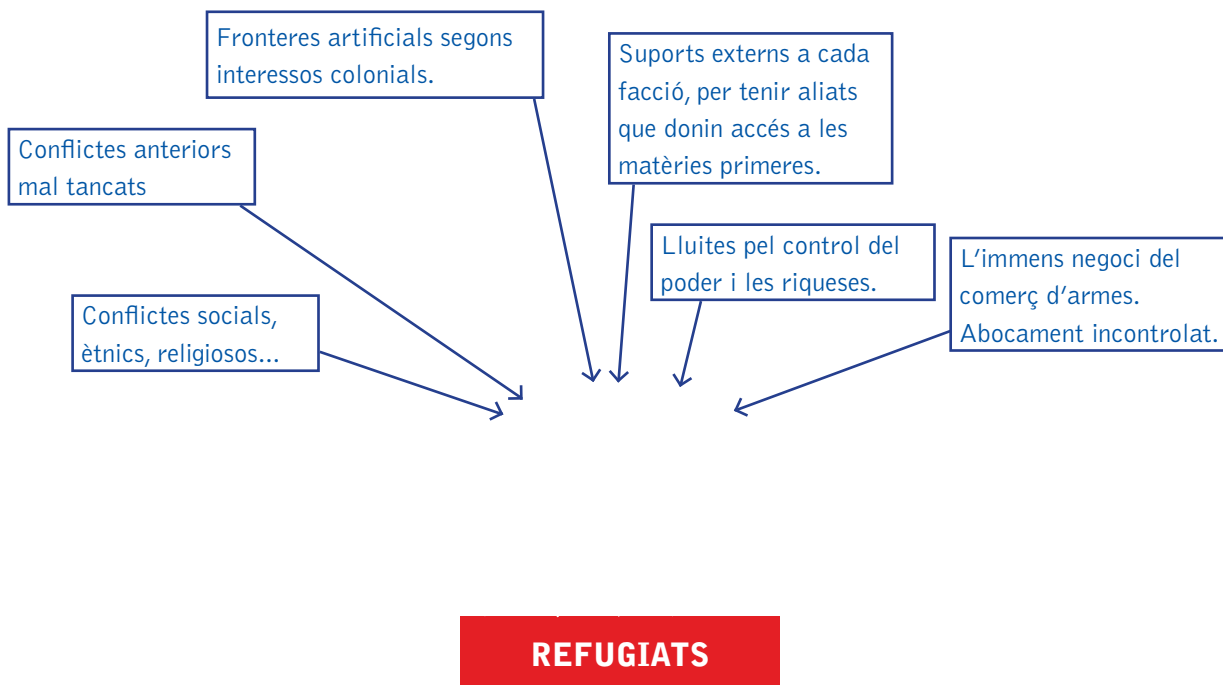 Fronteres artificials segons
interessos colonials.
Suports externs a cada
facció, per tenir aliats
que donin accés a les
matèries primeres.
Conflictes anteriors
mal tancats
Lluites pel control del
poder i les riqueses.
L’immens negoci del
comerç d’armes.
Abocament incontrolat.
Conflictes socials,
ètnics, religiosos...
REFUGIATS